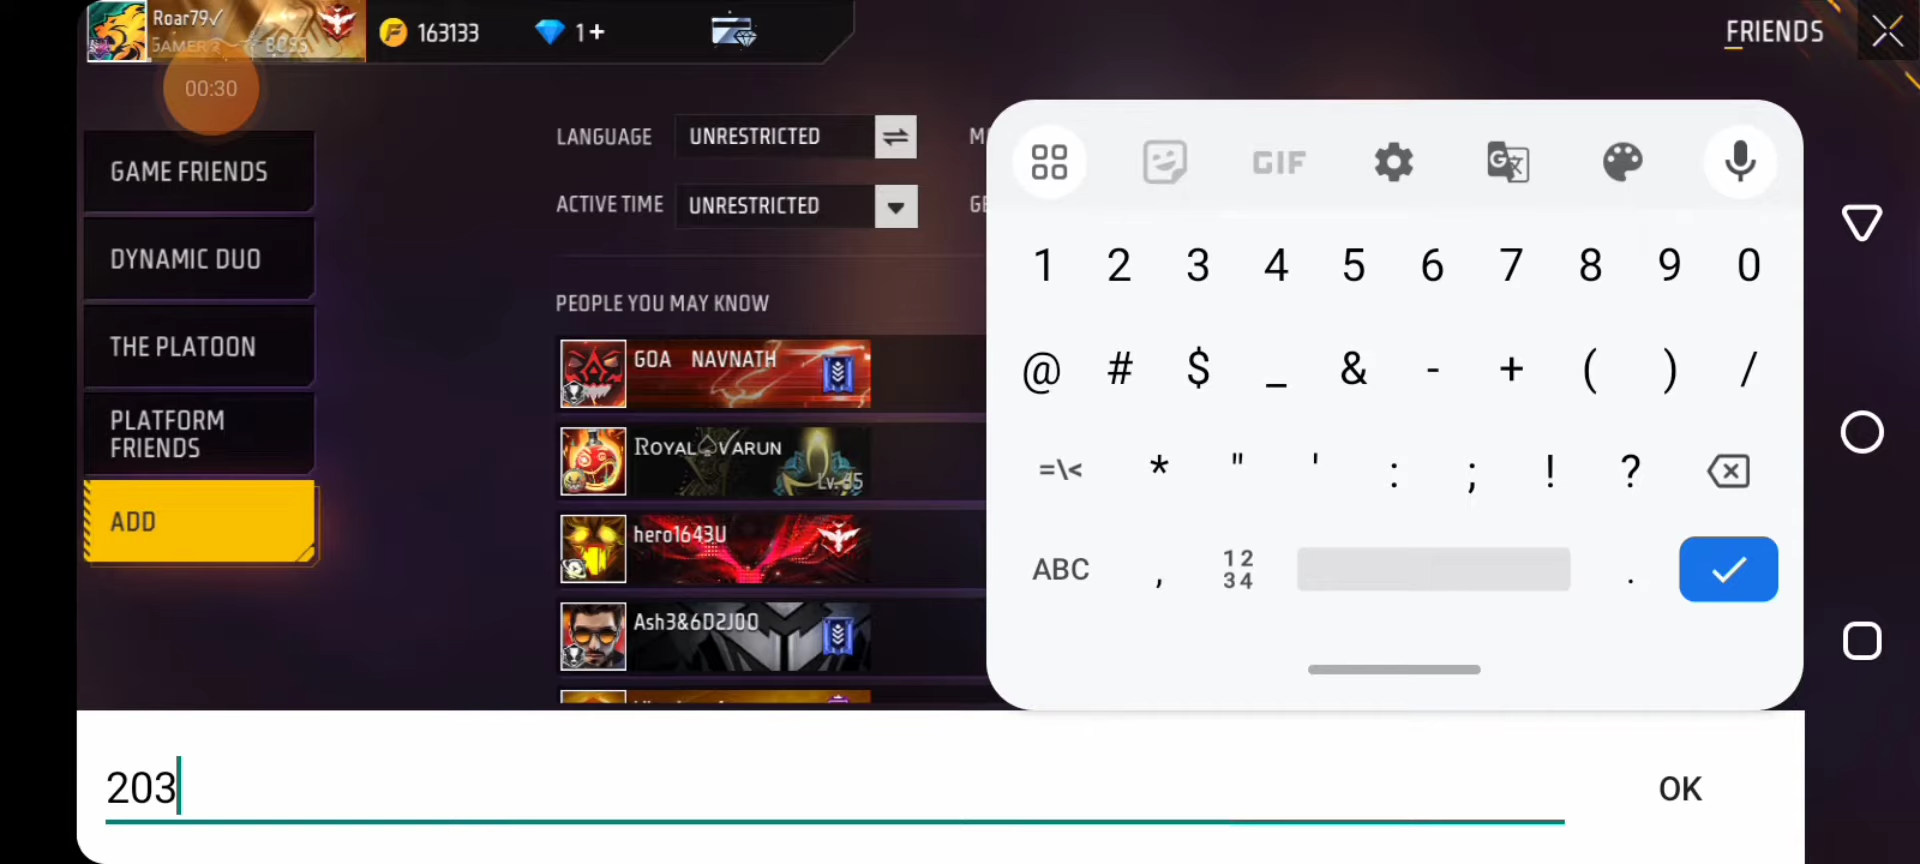 Roar79✓
163133
1+
FRIENDS
BOSS
00:30
GAME FRIENDS
DYNAMIC DUO
THE PLATOON
PLATFORM
FRIENDS
ADD
LANGUAGE UNRESTRICTED
ACTIVE TIME UNRESTRICTED
PEOPLE YOU MAY KNOW
GOA NAVNATH
ROYAL♤VARUN
hero1643U
Ash3&6D2J00
GIF
1 2 3 4 5 6 7 8 9 0
@ # $ _ & - + ( ) /
=\< * " ' : ; ! ?
ABC , 12 34 .
203
OK